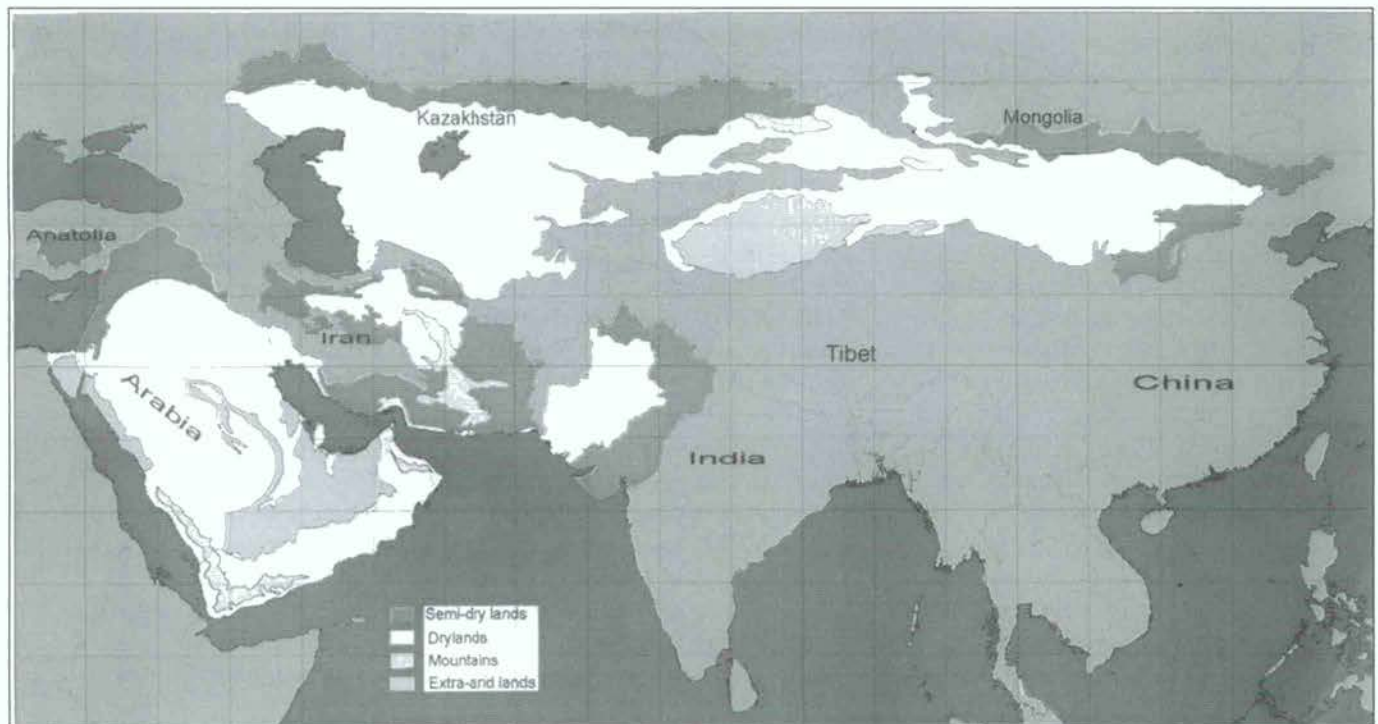 Kazakhstan
Mongolia
Anatolia
Iran
Tibet
Arabia
China
India
Semi-dry lands
Drylands
Mountains
Extra-arid lands